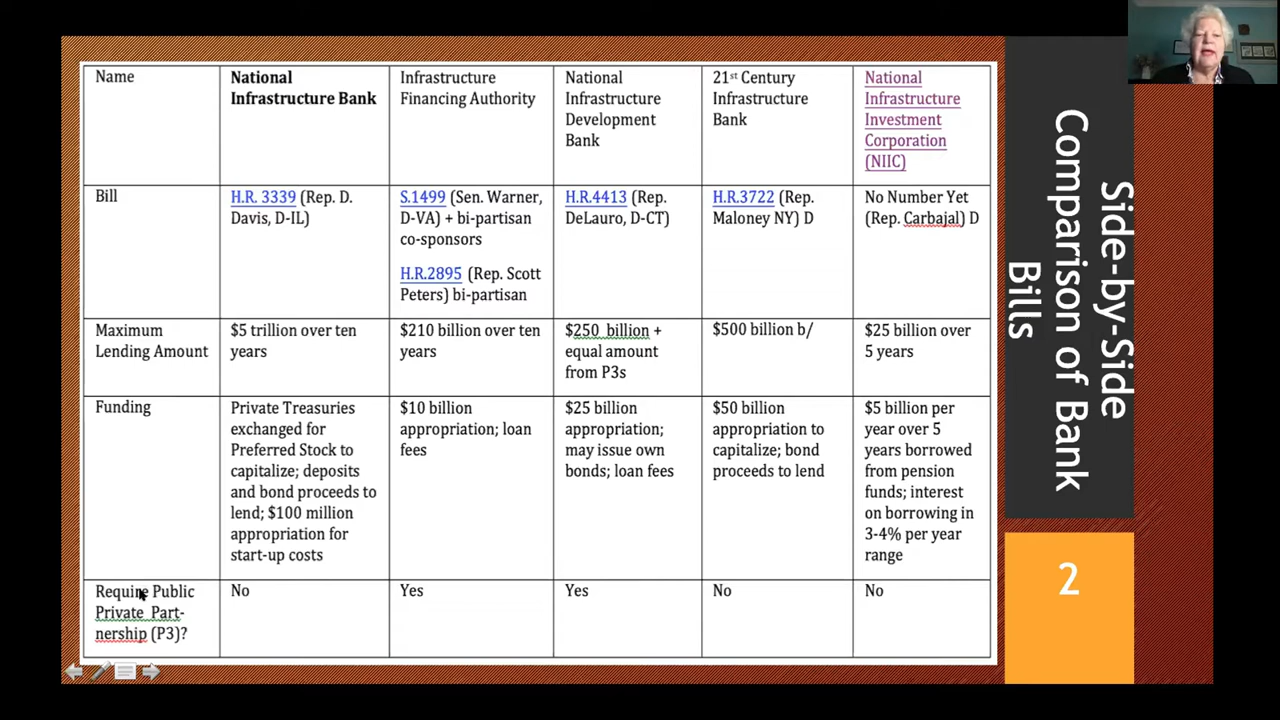 Name
National
Infrastructure Bank
Infrastructure
Financing Authority
National
Infrastructure
Development
Bank
21st Century
Infrastructure
Bank
National
Infrastructure
Investment
Corporation
(NIIC)
Bill
H.R. 3339 (Rep. D.
Davis, D-IL)
S.1499 (Sen. Warner,
D-VA) + bi-partisan
co-sponsors
H.R.2895 (Rep. Scott
Peters) bi-partisan
H.R.4413 (Rep.
DeLauro, D-CT)
H.R.3722 (Rep.
Maloney NY) D
No Number Yet
(Rep. Carbajal) D
Maximum
Lending Amount
$5 trillion over ten
years
$210 billion over ten
years
$250 billion +
equal amount
from P3s
$500 billion b/
$25 billion over
5 years
Funding
Private Treasuries
exchanged for
Preferred Stock to
capitalize; deposits
and bond proceeds to
lend; $100 million
appropriation for
start-up costs
$10 billion
appropriation; loan
fees
$25 billion
appropriation;
may issue own
bonds; loan fees
$50 billion
appropriation to
capitalize; bond
proceeds to lend
$5 billion per
year over 5
years borrowed
from pension
funds; interest
on borrowing in
3-4% per year
range
Require Public
Private Part-
nership (P3)?
No
Yes
Yes
No
No
Side-by-Side
Comparison of Bank
Bills
2